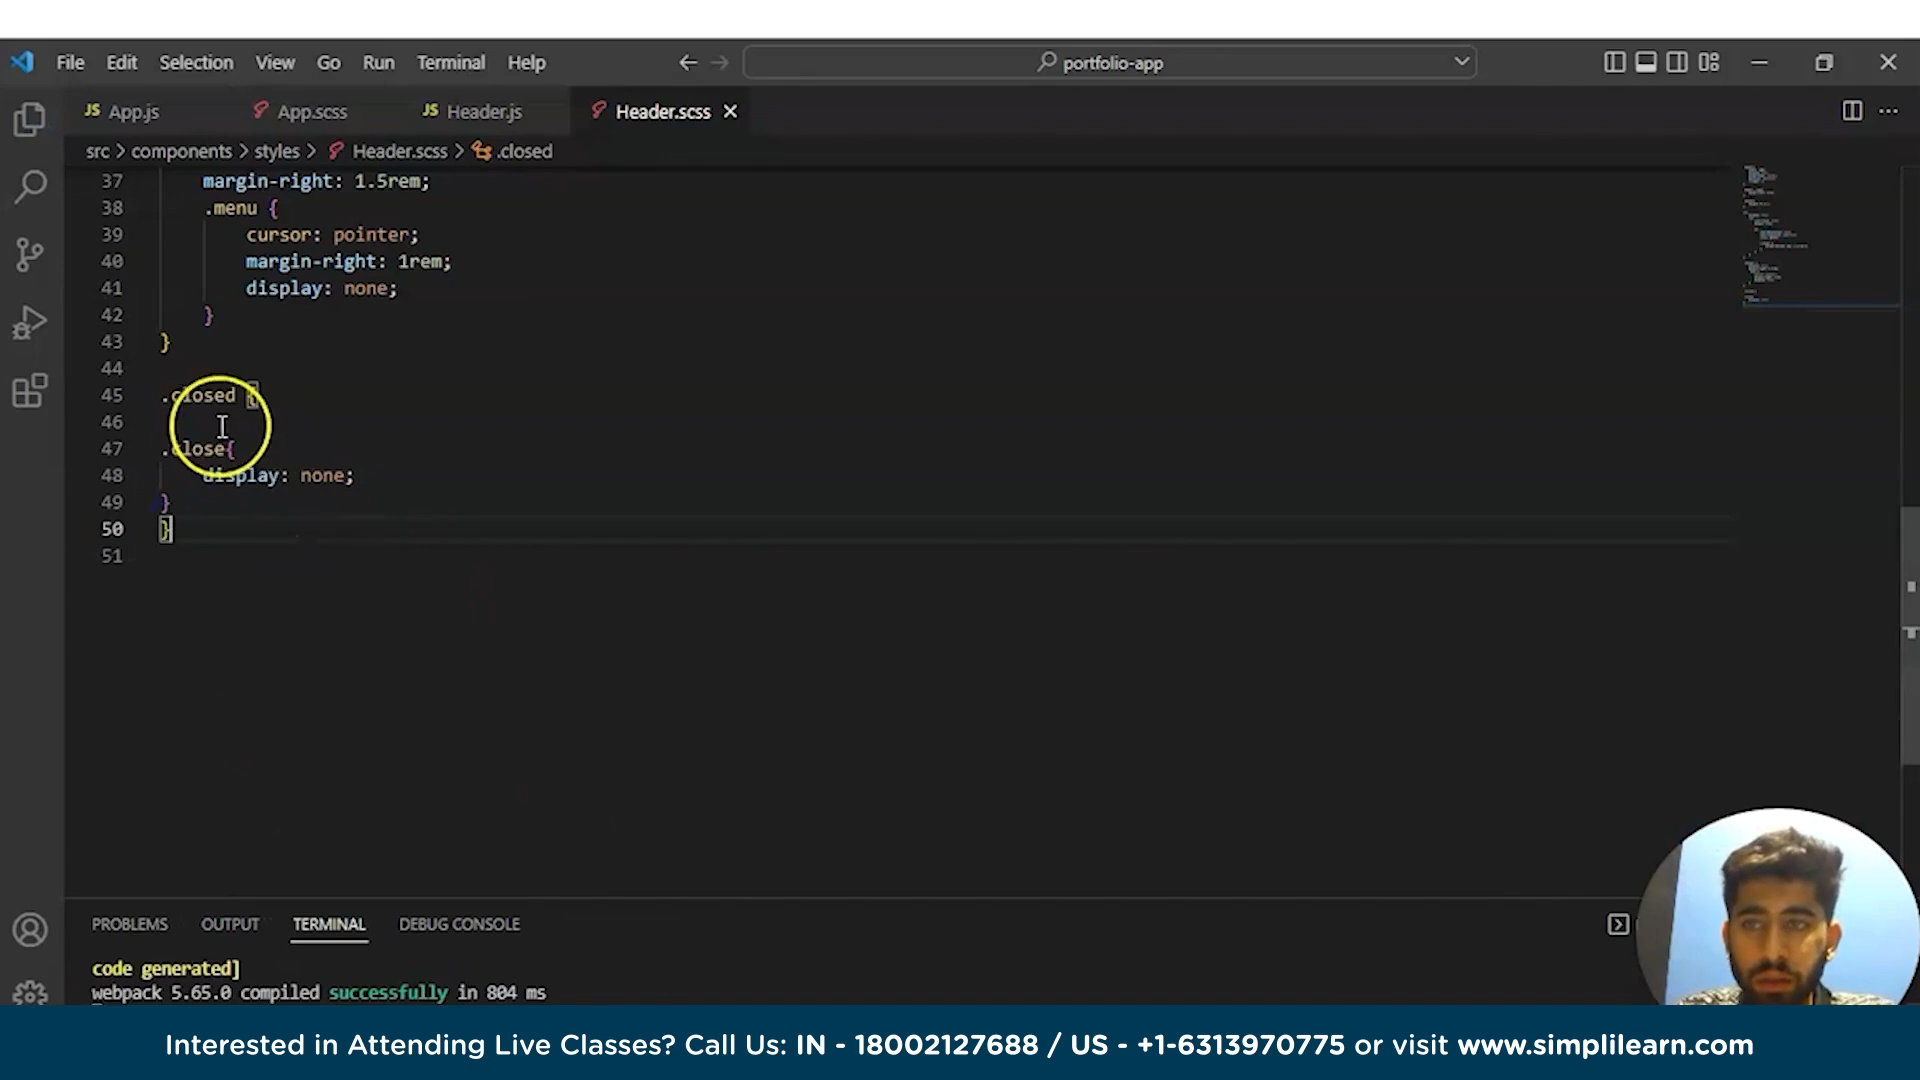 File Edit Selection View Go Run Terminal Help portfolio-app
JS App.js App.scss JS Header.js Header.scss
src > components > styles > Header.scss > .closed
37 margin-right: 1.5rem;
38 .menu {
39 cursor: pointer;
40 margin-right: 1rem;
41 display: none;
42 }
43 }
44
45 .closed {
46
47 .close{
48 display: none;
49 }
50 }
51
PROBLEMS OUTPUT TERMINAL DEBUG CONSOLE
code generated]
webpack 5.65.0 compiled successfully in 804 ms
Interested in Attending Live Classes? Call Us: IN - 18002127688 / US - +1-6313970775 or visit www.simplilearn.com